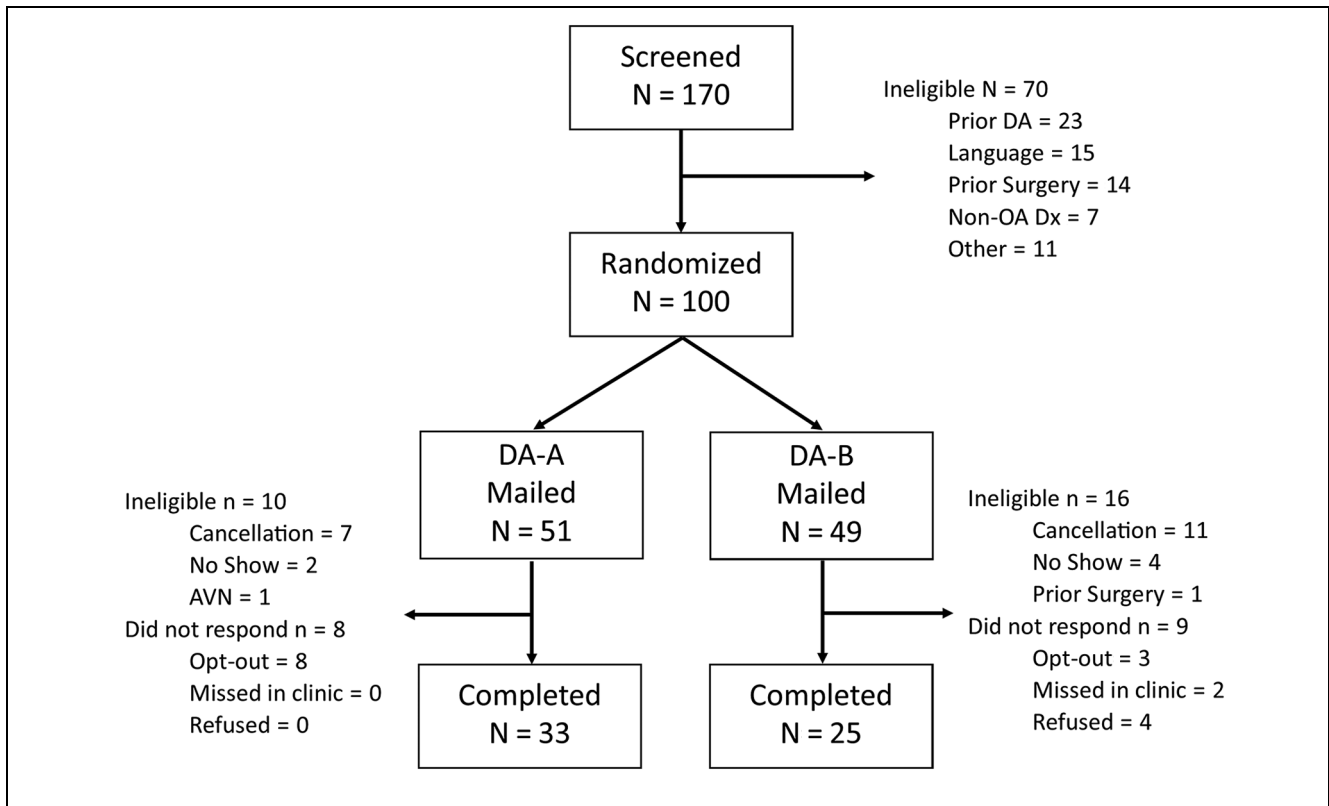 Screened
N = 170
Ineligible N = 70
Prior DA = 23
Language = 15
Prior Surgery = 14
Non-OA Dx = 7
Other = 11
Randomized
N = 100
DA-A
Mailed
N = 51
DA-B
Mailed
N = 49
Ineligible n = 10
Cancellation = 7
No Show = 2
AVN = 1
Did not respond n = 8
Opt-out = 8
Missed in clinic = 0
Refused = 0
Ineligible n = 16
Cancellation = 11
No Show = 4
Prior Surgery = 1
Did not respond n = 9
Opt-out = 3
Missed in clinic = 2
Refused = 4
Completed
N = 33
Completed
N = 25